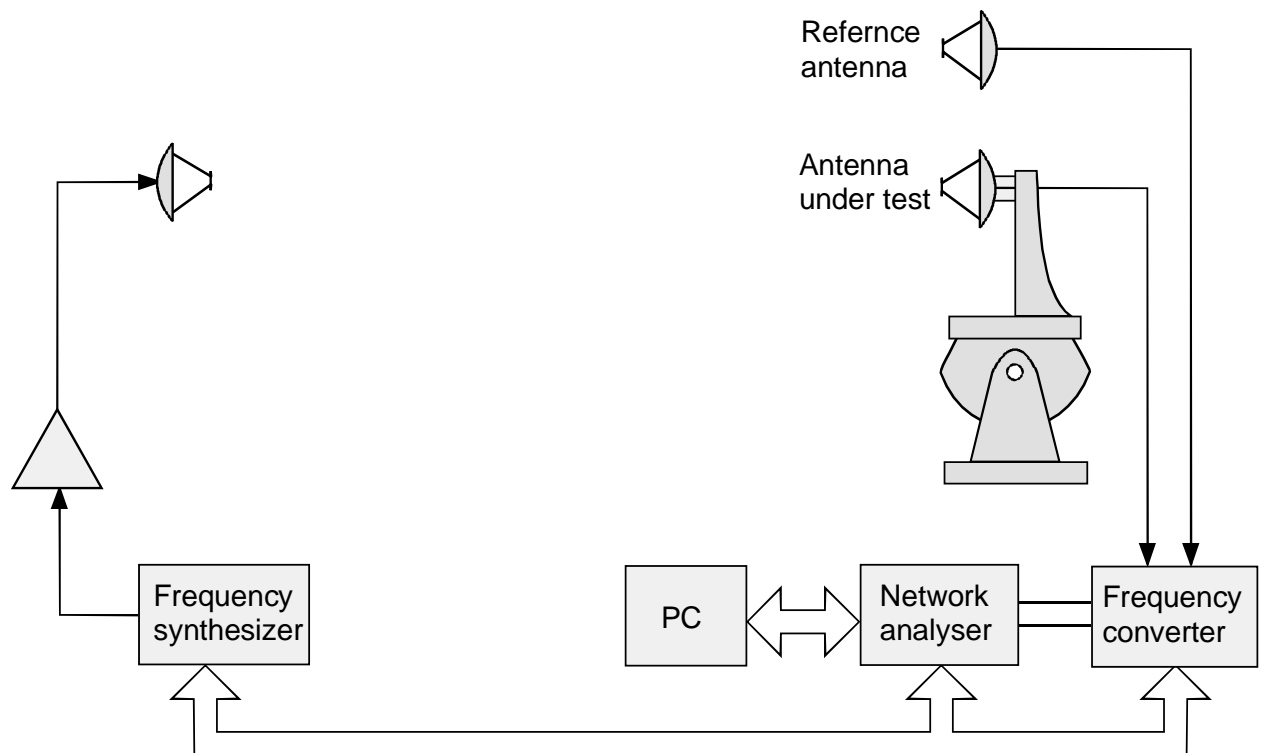 Refernce
antenna
Antenna
under test
Frequency
synthesizer
PC
Network
analyser
Frequency
converter